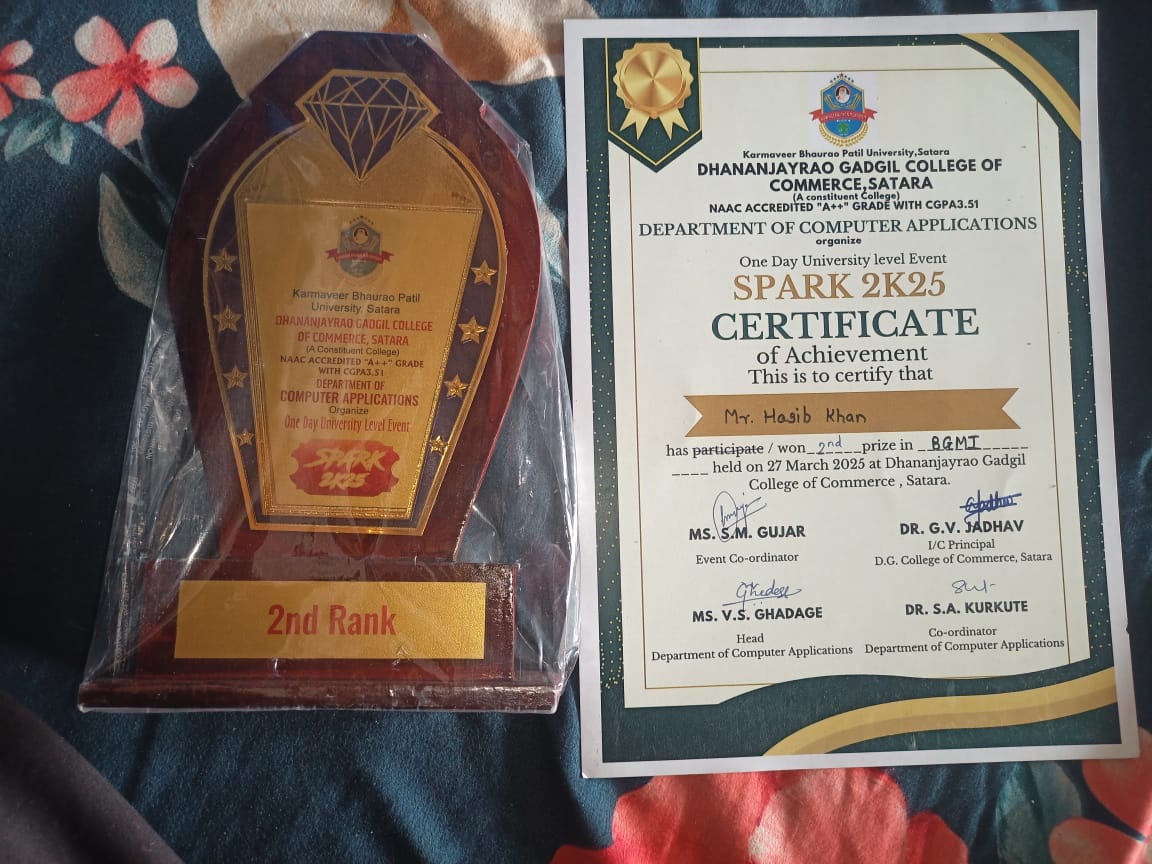 Karmaveer Bhaurao Patil
University, Satara
DHANANJAYRAO GADGIL COLLEGE
OF COMMERCE, SATARA
(A Constituent College)
NAAC ACCREDITED "A++" GRADE
WITH CGPA3.51
DEPARTMENT OF
COMPUTER APPLICATIONS
Organize
One Day University Level Event
SPARK
2K25
2nd Rank
Karmaveer Bhaurao Patil University,Satara
DHANANJAYRAO GADGIL COLLEGE OF
COMMERCE,SATARA
(A constituent College)
NAAC ACCREDITED "A++" GRADE WITH CGPA3.51
DEPARTMENT OF COMPUTER APPLICATIONS
organize
One Day University level Event
SPARK 2K25
CERTIFICATE
of Achievement
This is to certify that
Mr. Hasib Khan
has participate / won 2nd prize in BGMI
held on 27 March 2025 at Dhananjayrao Gadgil
College of Commerce , Satara.
MS. S.M. GUJAR
Event Co-ordinator
DR. G.V. JADHAV
I/C Principal
D.G. College of Commerce, Satara
Ghadage
MS. V.S. GHADAGE
Head
Department of Computer Applications
DR. S.A. KURKUTE
Co-ordinator
Department of Computer Applications